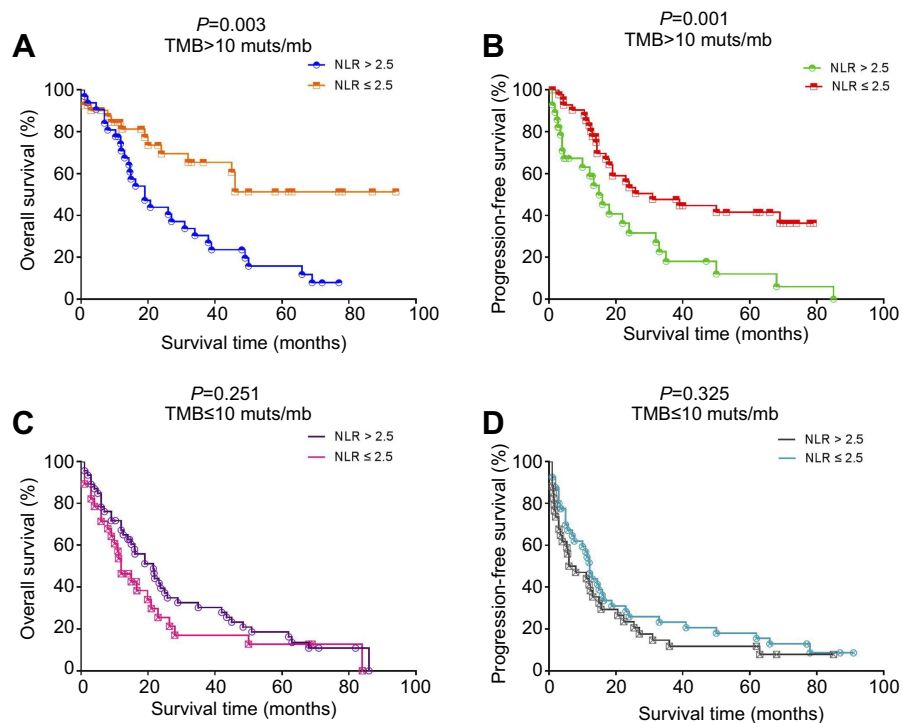 A
P=0.003
TMB>10 muts/mb
NLR > 2.5
NLR ≤ 2.5
Overall survival (%)
100
80
60
40
20
0
0 20 40 60 80 100
Survival time (months)
B
P=0.001
TMB>10 muts/mb
NLR > 2.5
NLR ≤ 2.5
Progression-free survival (%)
100
80
60
40
20
0
0 20 40 60 80 100
Survival time (months)
C
P=0.251
TMB≤10 muts/mb
NLR > 2.5
NLR ≤ 2.5
Overall survival (%)
100
80
60
40
20
0
0 20 40 60 80 100
Survival time (months)
D
P=0.325
TMB≤10 muts/mb
NLR > 2.5
NLR ≤ 2.5
Progression-free survival (%)
100
80
60
40
20
0
0 20 40 60 80 100
Survival time (months)